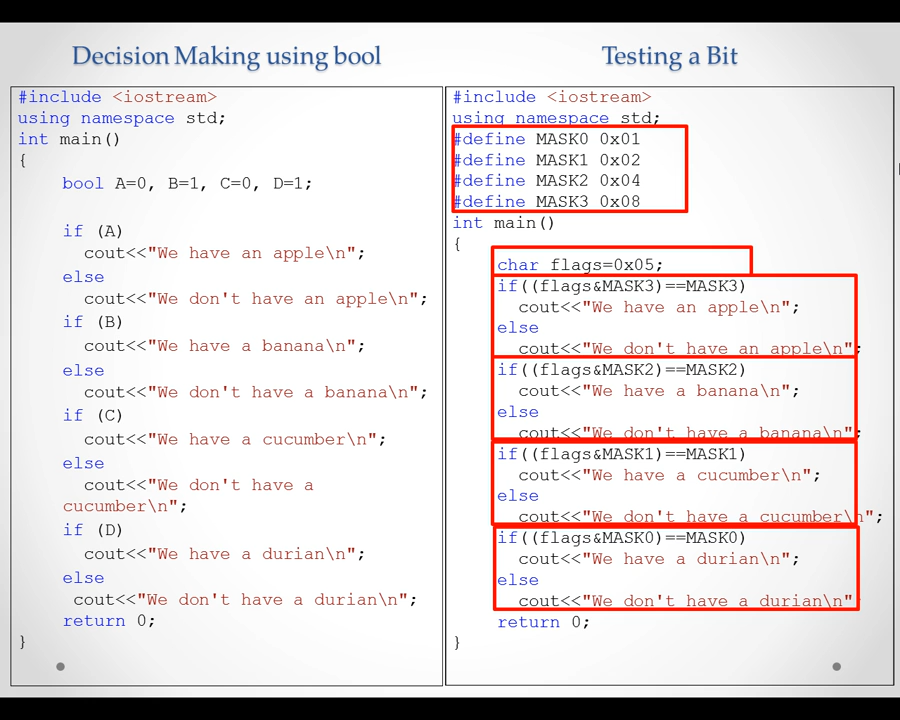 Decision Making using bool
#include <iostream>
using namespace std;
int main()
{
bool A=0, B=1, C=0, D=1;
if (A)
cout<<"We have an apple\n";
else
cout<<"We don't have an apple\n";
if (B)
cout<<"We have a banana\n";
else
cout<<"We don't have a banana\n";
if (C)
cout<<"We have a cucumber\n";
else
cout<<"We don't have a
cucumber\n";
if (D)
cout<<"We have a durian\n";
else
cout<<"We don't have a durian\n";
return 0;
}
Testing a Bit
#include <iostream>
using namespace std;
#define MASK0 0x01
#define MASK1 0x02
#define MASK2 0x04
#define MASK3 0x08
int main()
{
char flags=0x05;
if((flags&MASK3)==MASK3)
cout<<"We have an apple\n";
else
cout<<"We don't have an apple\n";
if((flags&MASK2)==MASK2)
cout<<"We have a banana\n";
else
cout<<"We don't have a banana\n";
if((flags&MASK1)==MASK1)
cout<<"We have a cucumber\n";
else
cout<<"We don't have a cucumber\n";
if((flags&MASK0)==MASK0)
cout<<"We have a durian\n";
else
cout<<"We don't have a durian\n";
return 0;
}